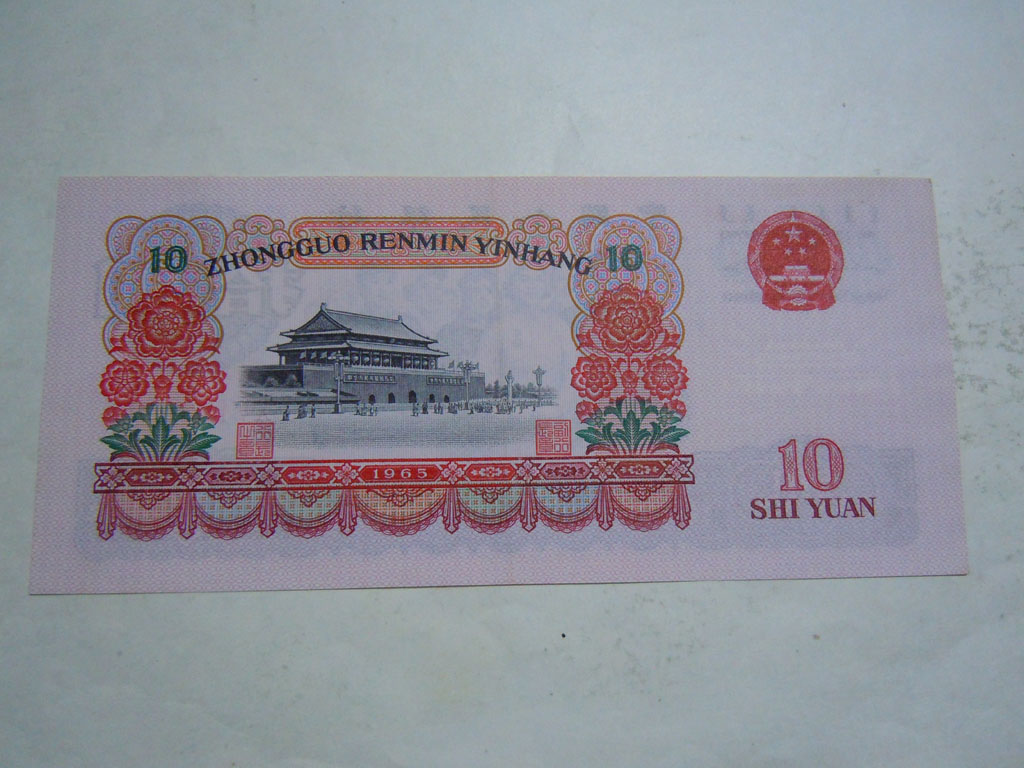 10 ZHONGGUO RENMIN YINHANG 10
1965
10
SHI YUAN